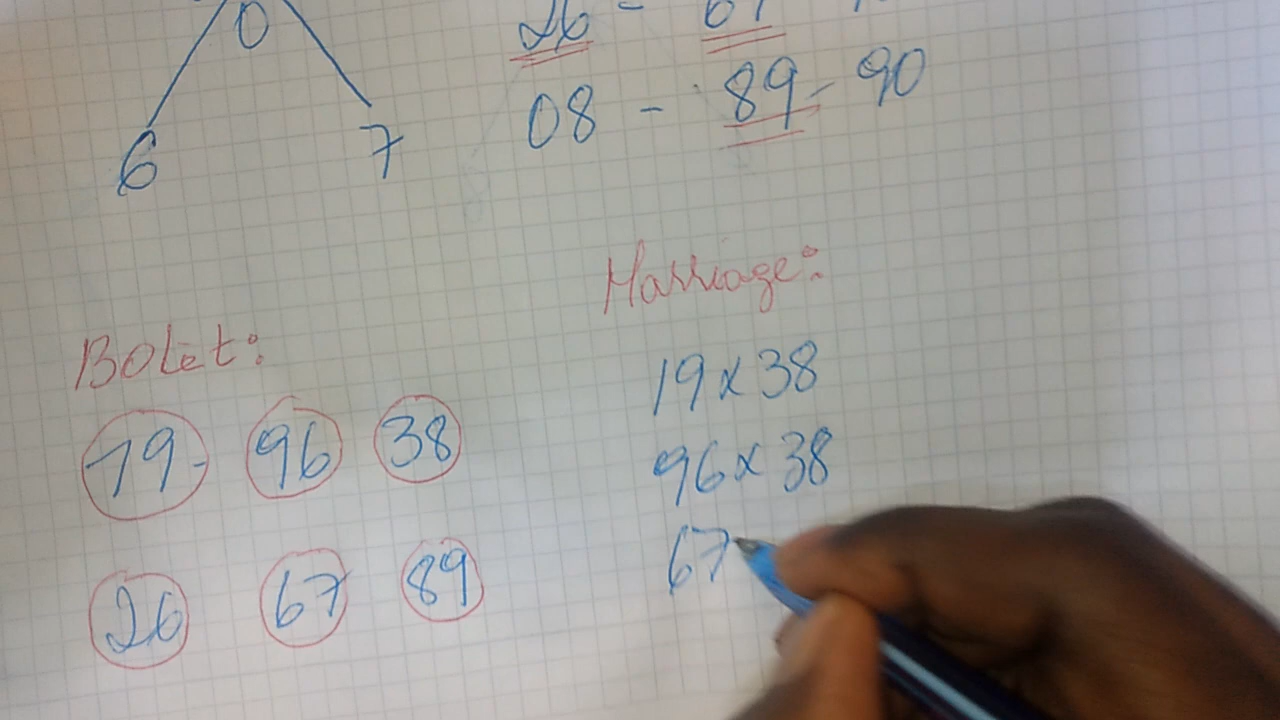 0
6 7
26 - 67
08 - 89 - 90
Marriage:
Bolet:
19 x 38
19 - 96 38
96 x 38
67
26 67 89